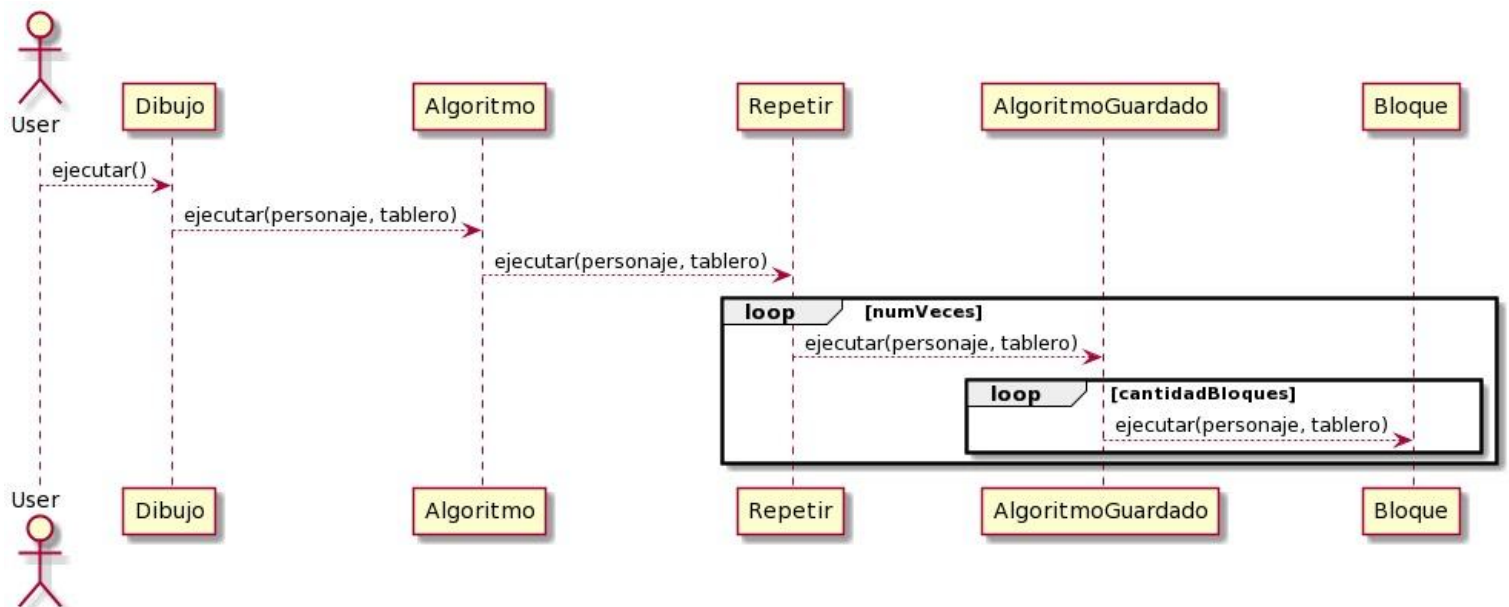 User
Dibujo
Algoritmo
Repetir
AlgoritmoGuardado
Bloque
ejecutar()
ejecutar(personaje, tablero)
ejecutar(personaje, tablero)
loop [numVeces]
ejecutar(personaje, tablero)
loop [cantidadBloques]
ejecutar(personaje, tablero)
User
Dibujo
Algoritmo
Repetir
AlgoritmoGuardado
Bloque